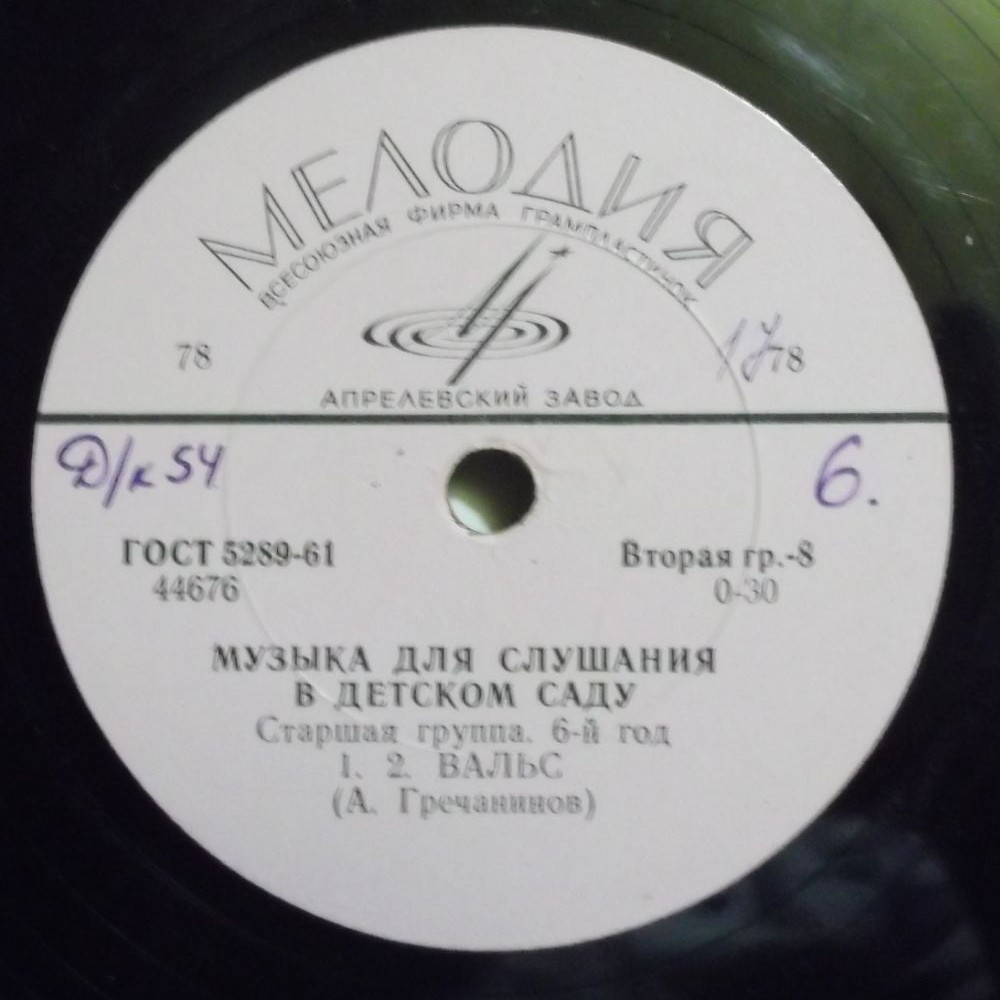 МЕЛОДИЯ
ВСЕСОЮЗНАЯ ФИРМА ГРАМПЛАСТИНОК
78
17
78
АПРЕЛЕВСКИЙ ЗАВОД
Д/к 54
6.
ГОСТ 5289-61
Вторая гр.-8
44676
0-30
МУЗЫКА ДЛЯ СЛУШАНИЯ
В ДЕТСКОМ САДУ
Старшая группа. 6-й год
1. 2. ВАЛЬС
(А. Гречанинов)